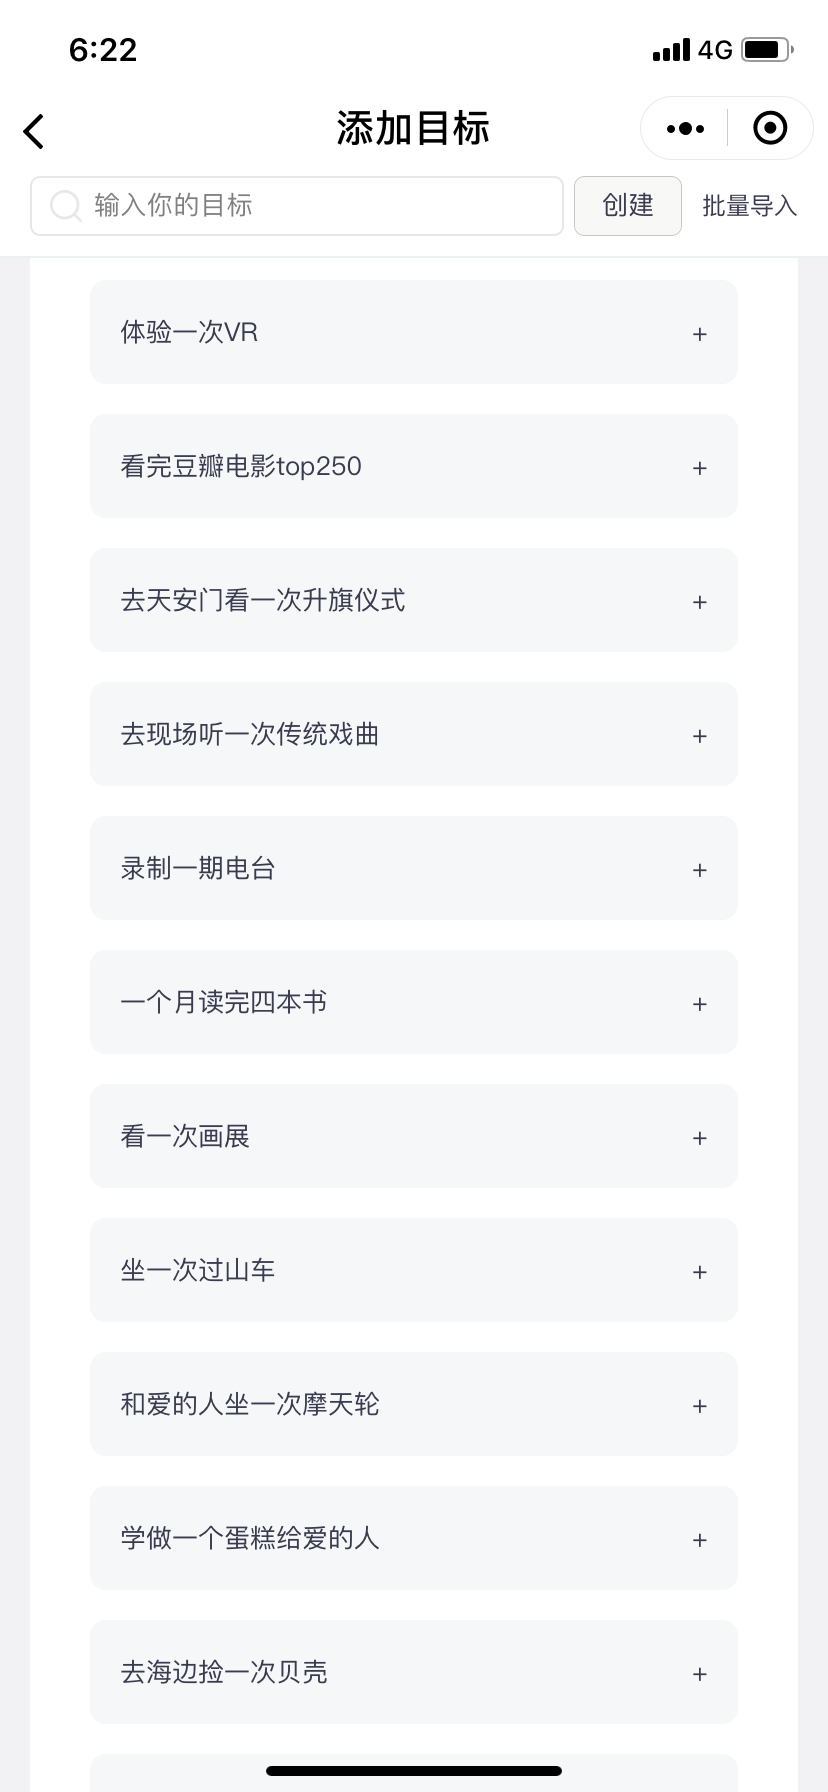 6:22
4G
添加目标
输入你的目标
创建
批量导入
体验一次VR
+
看完豆瓣电影top250
+
去天安门看一次升旗仪式
+
去现场听一次传统戏曲
+
录制一期电台
+
一个月读完四本书
+
看一次画展
+
坐一次过山车
+
和爱的人坐一次摩天轮
+
学做一个蛋糕给爱的人
+
去海边捡一次贝壳
+